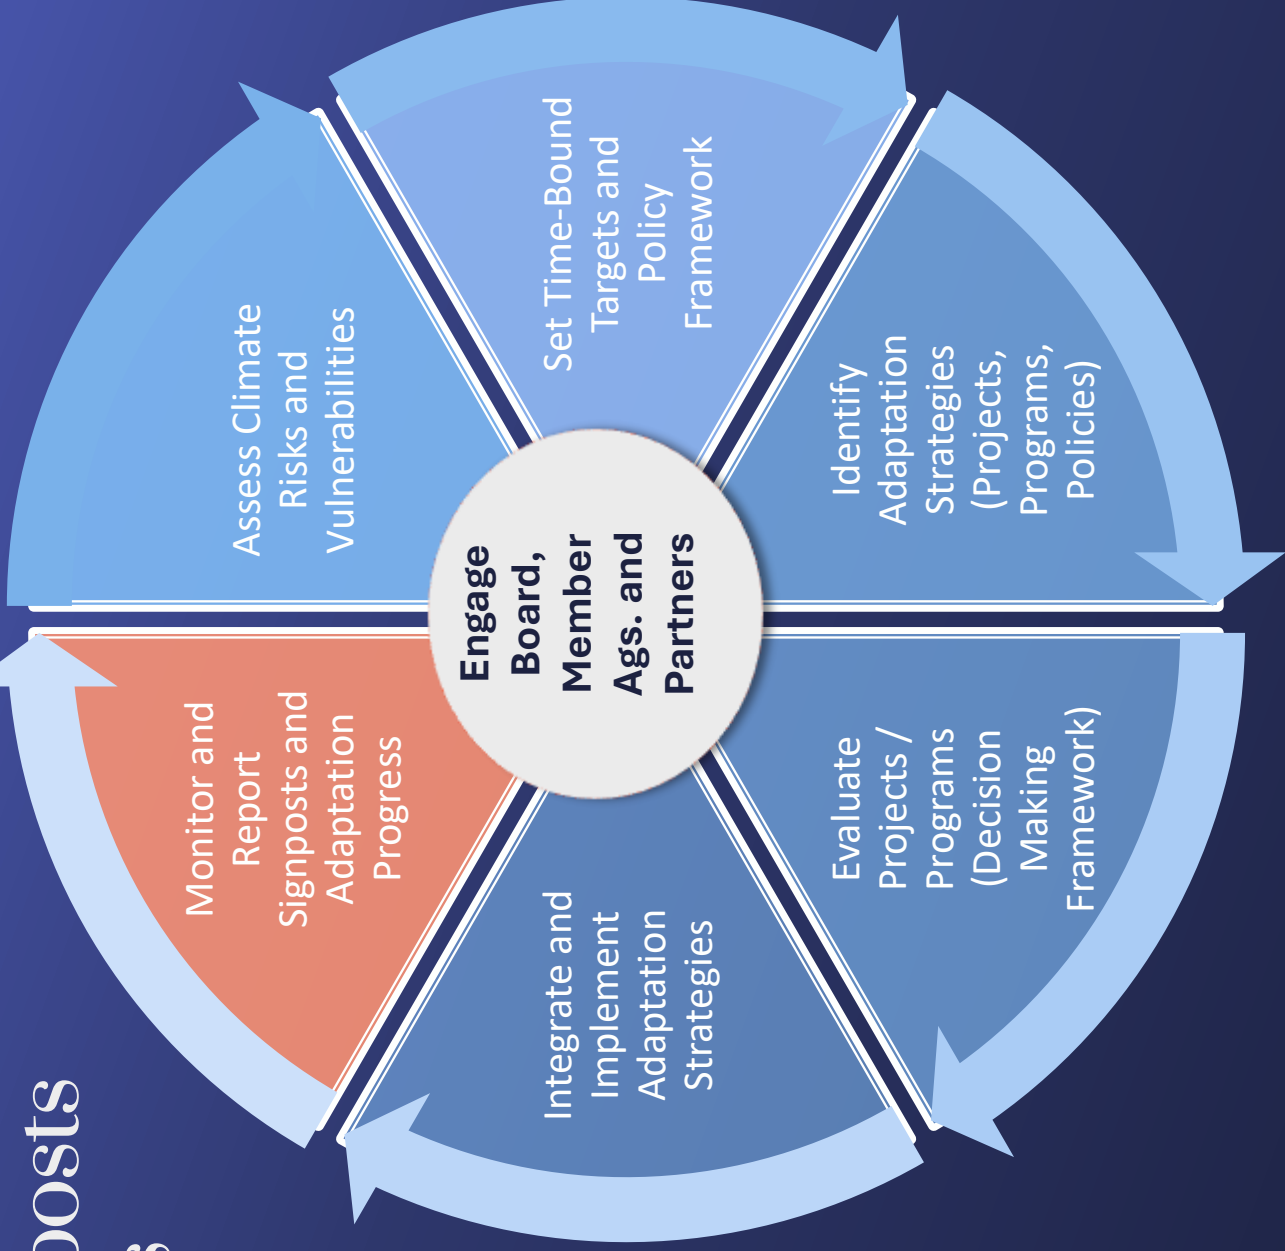 Assess Climate
Risks and
Vulnerabilities
Set Time-Bound
Targets and
Policy
Framework
Identify
Adaptation
Strategies
(Projects,
Programs,
Policies)
Evaluate
Projects /
Programs
(Decision
Making
Framework)
Integrate and
Implement
Adaptation
Strategies
Monitor and
Report
Signposts and
Adaptation
Progress
Engage
Board,
Member
Ags. and
Partners